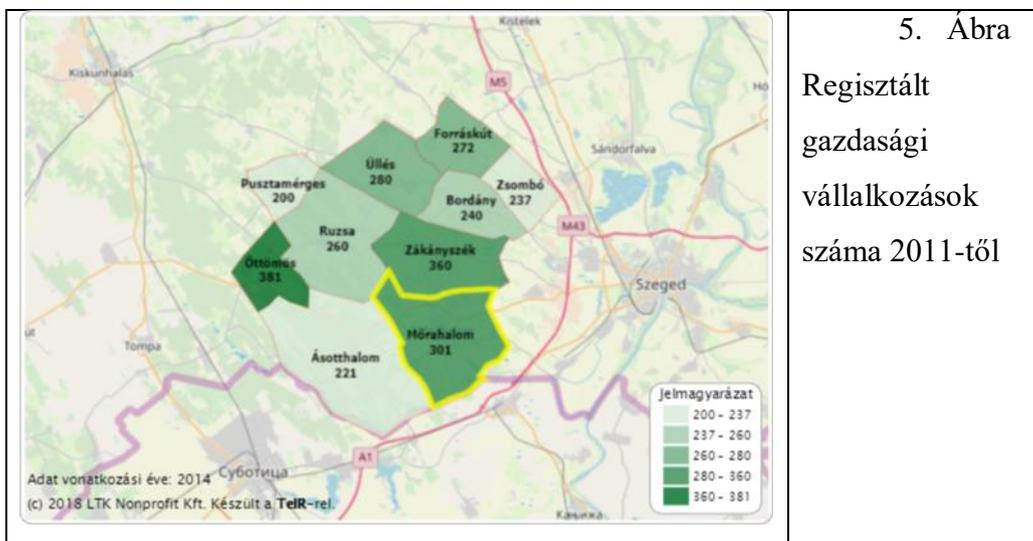 Kistelek
Kiskunhalas
M5
Forráskút
272
Sándorfalva
Üllés
280
Pusztamérges
200
Zsombó
237
Bordány
240
Ruzsa
260
M43
Zákányszék
360
Öttömös
381
Szeged
Mórahalom
301
Tompa
Ásotthalom
221
Jelmagyarázat
200 - 237
237 - 260
260 - 280
280 - 360
360 - 381
A1
Суботица
Кањижа
Adat vonatkozási éve: 2014
(c) 2018 LTK Nonprofit Kft. Készült a TeIR-rel.
5. Ábra
Regisztált
gazdasági
vállalkozások
száma 2011-től